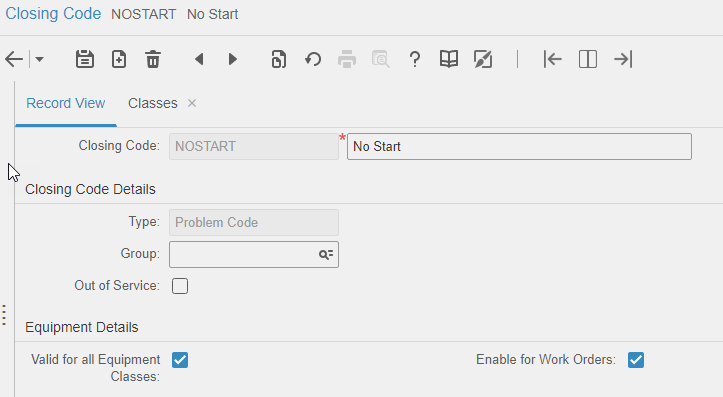 Closing Code NOSTART No Start
Record View Classes ×
Closing Code: NOSTART * No Start
Closing Code Details
Type: Problem Code
Group:
Out of Service:
Equipment Details
Valid for all Equipment Classes: Enable for Work Orders: